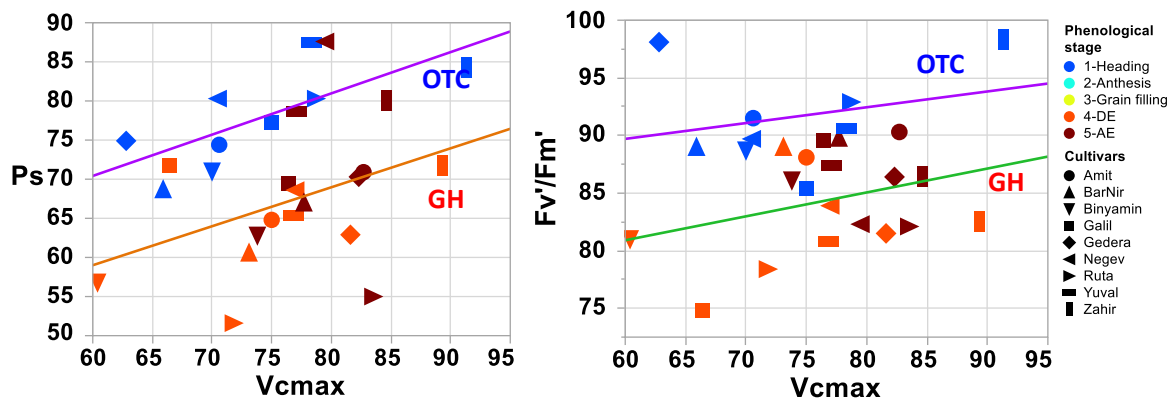 Ps
90
85
80
75
70
65
60
55
50
OTC
GH
60 65 70 75 80 85 90 95
Vcmax
Fv'/Fm'
100
95
90
85
80
75
OTC
GH
60 65 70 75 80 85 90 95
Vcmax
Phenological
stage
1-Heading
2-Anthesis
3-Grain filling
4-DE
5-AE
Cultivars
Amit
BarNir
Binyamin
Galil
Gedera
Negev
Ruta
Yuval
Zahir